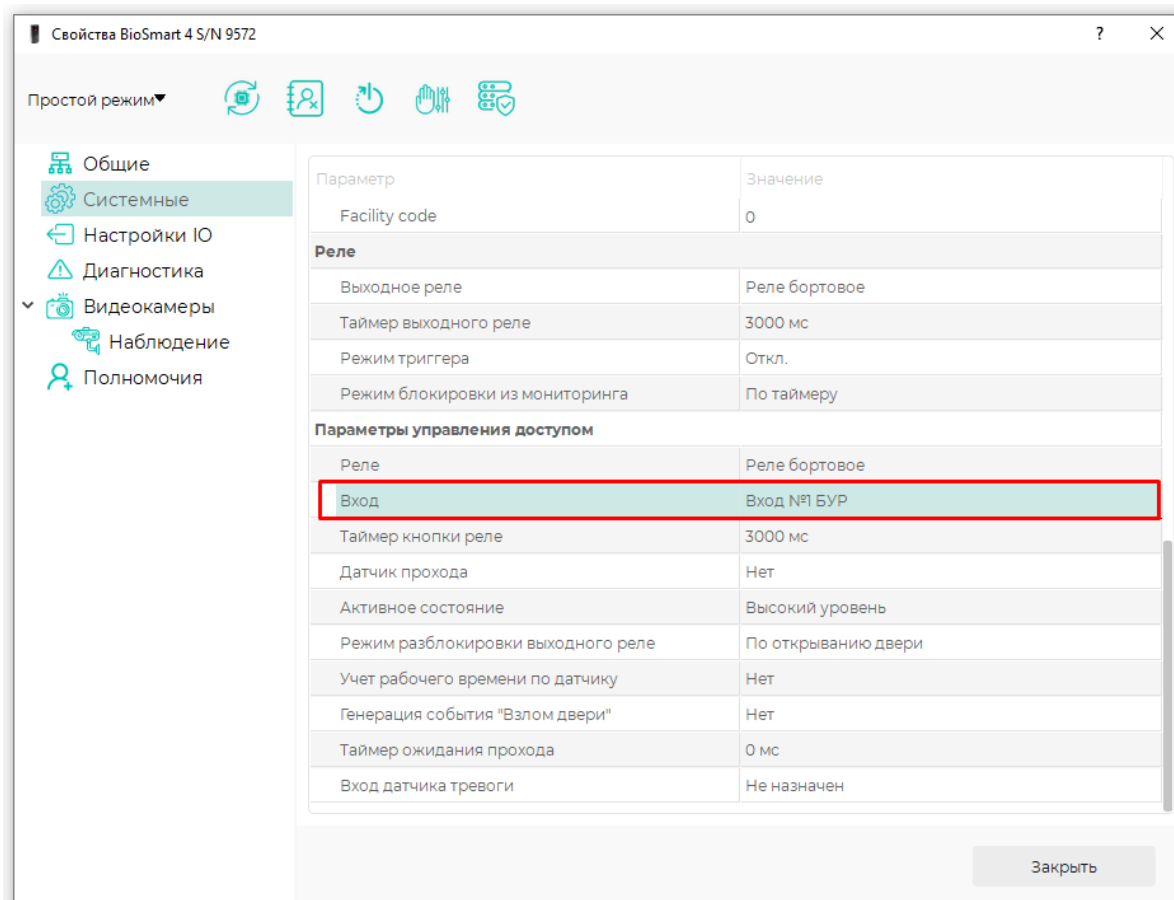 Свойства BioSmart 4 S/N 9572 ?
Простой режим
Общие
Системные
Настройки IO
Диагностика
Видеокамеры
Наблюдение
Полномочия
Параметр Значение
Facility code 0
Реле
Выходное реле Реле бортовое
Таймер выходного реле 3000 мс
Режим триггера Откл.
Режим блокировки из мониторинга По таймеру
Параметры управления доступом
Реле Реле бортовое
Вход Вход №1 БУР
Таймер кнопки реле 3000 мс
Датчик прохода Нет
Активное состояние Высокий уровень
Режим разблокировки выходного реле По открыванию двери
Учет рабочего времени по датчику Нет
Генерация события "Взлом двери" Нет
Таймер ожидания прохода 0 мс
Вход датчика тревоги Не назначен
Закрыть